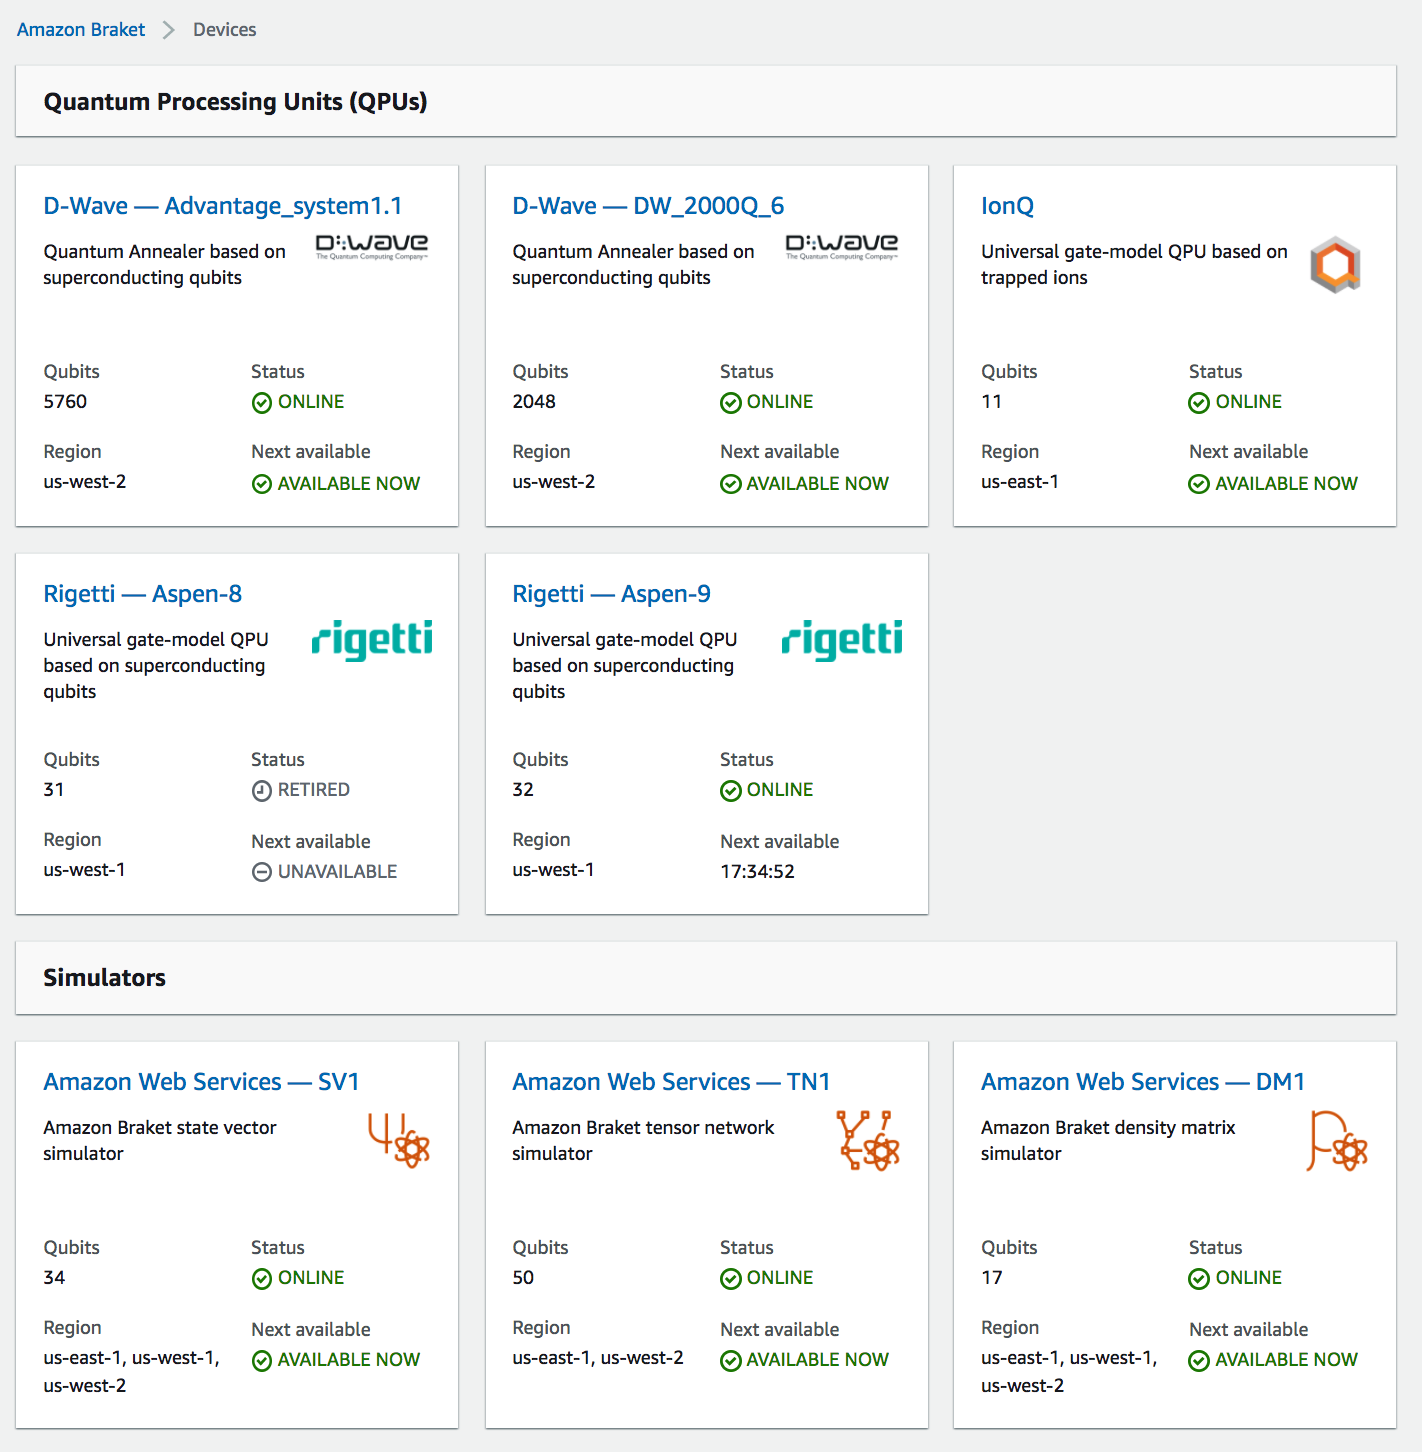 Amazon Braket > Devices
Quantum Processing Units (QPUs)
D-Wave — Advantage_system1.1
Quantum Annealer based on
superconducting qubits
D:wave
The Quantum Computing Company™
Qubits
5760
Status
ONLINE
Region
us-west-2
Next available
AVAILABLE NOW
D-Wave — DW_2000Q_6
Quantum Annealer based on
superconducting qubits
D:wave
The Quantum Computing Company™
Qubits
2048
Status
ONLINE
Region
us-west-2
Next available
AVAILABLE NOW
IonQ
Universal gate-model QPU based on
trapped ions
Qubits
11
Status
ONLINE
Region
us-east-1
Next available
AVAILABLE NOW
Rigetti — Aspen-8
Universal gate-model QPU
based on superconducting
qubits
rigetti
Qubits
31
Status
RETIRED
Region
us-west-1
Next available
UNAVAILABLE
Rigetti — Aspen-9
Universal gate-model QPU
based on superconducting
qubits
rigetti
Qubits
32
Status
ONLINE
Region
us-west-1
Next available
17:34:52
Simulators
Amazon Web Services — SV1
Amazon Braket state vector
simulator
Qubits
34
Status
ONLINE
Region
us-east-1, us-west-1,
us-west-2
Next available
AVAILABLE NOW
Amazon Web Services — TN1
Amazon Braket tensor network
simulator
Qubits
50
Status
ONLINE
Region
us-east-1, us-west-2
Next available
AVAILABLE NOW
Amazon Web Services — DM1
Amazon Braket density matrix
simulator
Qubits
17
Status
ONLINE
Region
us-east-1, us-west-1,
us-west-2
Next available
AVAILABLE NOW